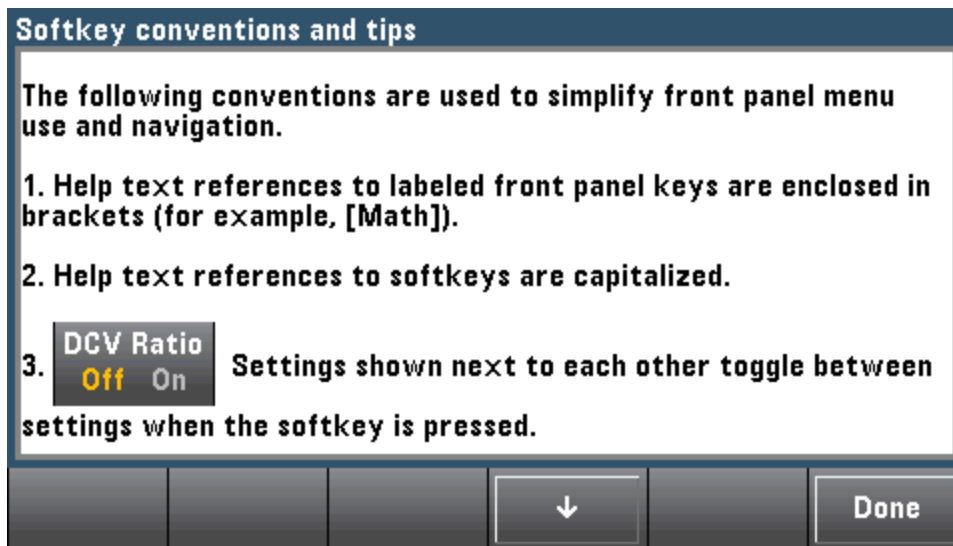 Softkey conventions and tips
The following conventions are used to simplify front panel menu
use and navigation.
1. Help text references to labeled front panel keys are enclosed in
brackets (for example, [Math]).
2. Help text references to softkeys are capitalized.
DCV Ratio
Off On
3. Settings shown next to each other toggle between
settings when the softkey is pressed.
↓ Done